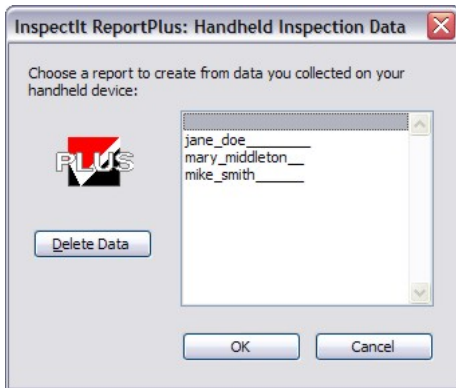 InspectIt ReportPlus: Handheld Inspection Data
Choose a report to create from data you collected on your
handheld device:
PLUS
jane_doe________
mary_middleton__
mike_smith______
Delete Data
OK
Cancel